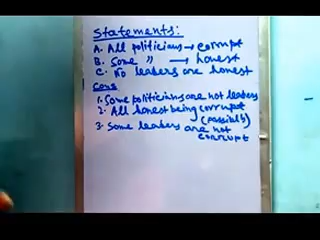 Statements:
A. All politicians → corrupt
B. Some " → honest
C. No leaders are honest
Cons
1. Some politicians are not leaders
2. All honest being corrupt
(possibly)
3. Some leaders are not
corrupt